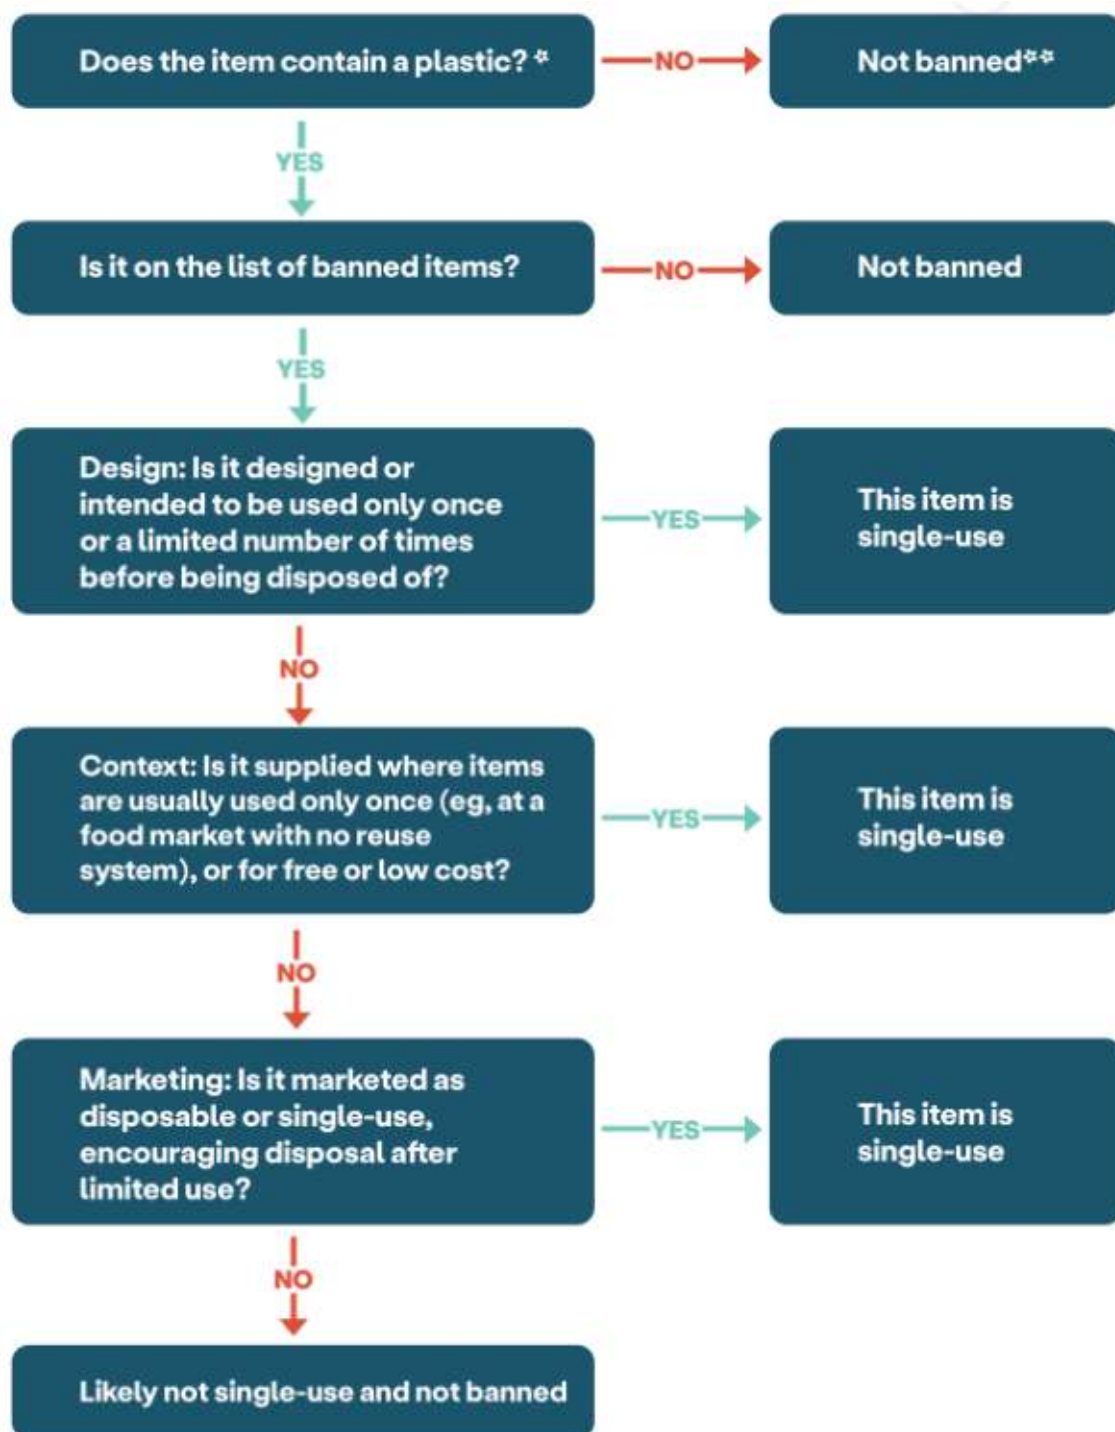 Does the item contain a plastic? *
NO
Not banned**
YES
Is it on the list of banned items?
NO
Not banned
YES
Design: Is it designed or
intended to be used only once
or a limited number of times
before being disposed of?
YES
This item is
single-use
NO
Context: Is it supplied where items
are usually used only once (eg, at a
food market with no reuse
system), or for free or low cost?
YES
This item is
single-use
NO
Marketing: Is it marketed as
disposable or single-use,
encouraging disposal after
limited use?
YES
This item is
single-use
NO
Likely not single-use and not banned